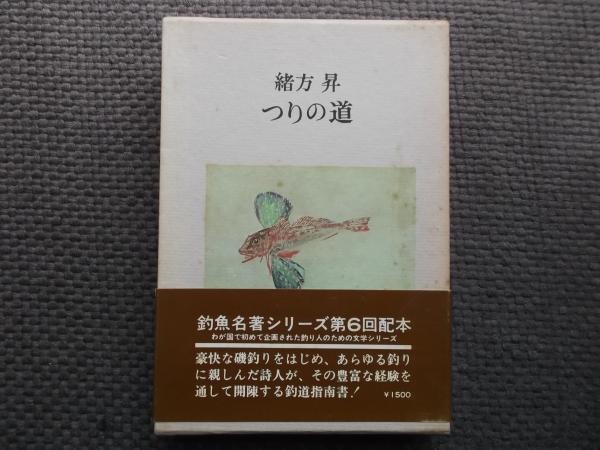 緒方 昇
つりの道
釣魚名著シリーズ第6回配本
わが国で初めて企画された釣り人のための文学シリーズ
豪快な磯釣りをはじめ、あらゆる釣り
に親しんだ詩人が、その豊富な経験を
通して開陳する釣道指南書！
￥1500